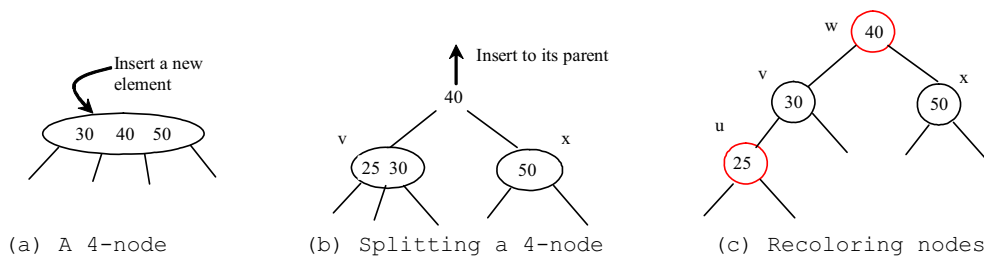 Insert a new
element
30 40 50
(a) A 4-node
Insert to its parent
40
v
x
25 30
50
(b) Splitting a 4-node
w
40
v
x
30
50
u
25
(c) Recoloring nodes